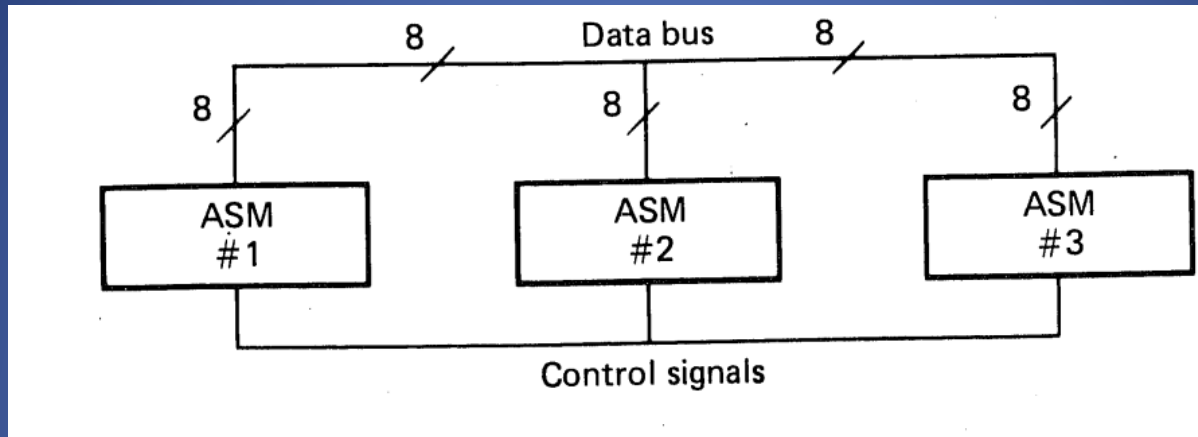 8 Data bus 8
8 8 8
ASM ASM ASM
#1 #2 #3
Control signals